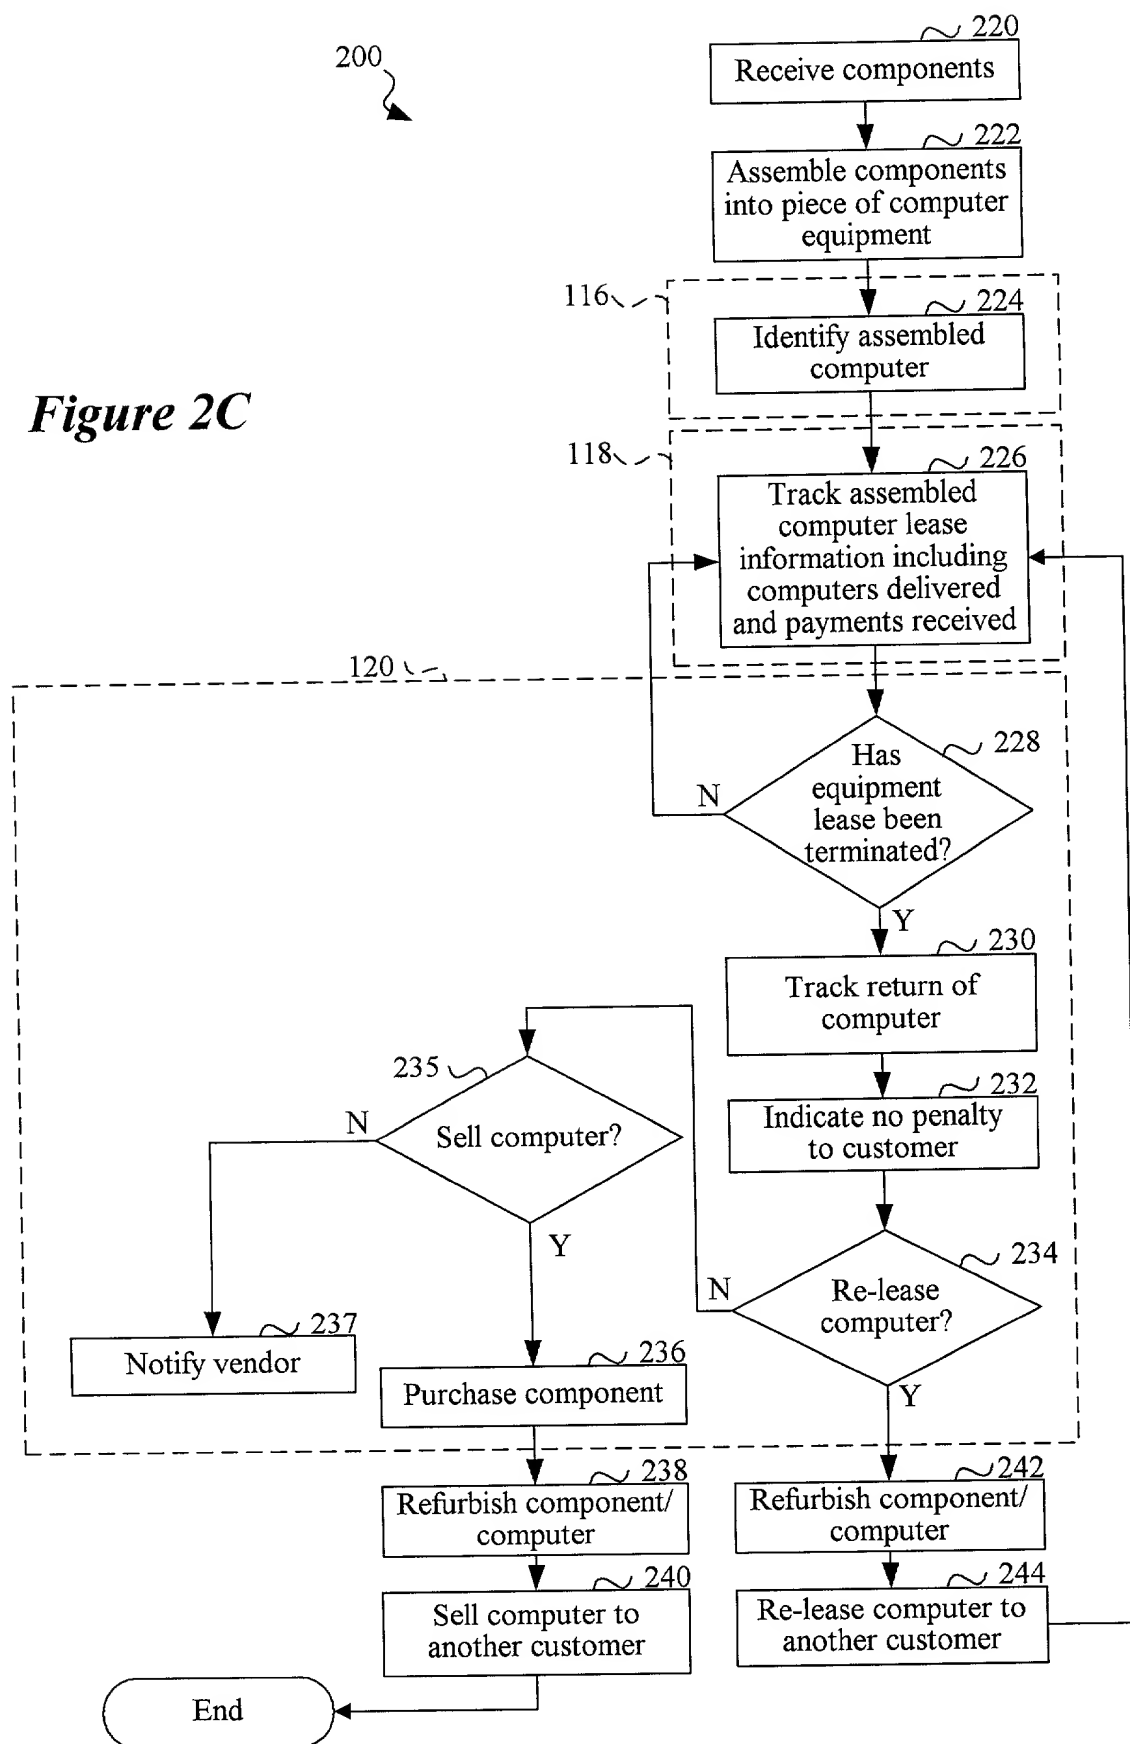 220
200
Receive components
222
Assemble components
into piece of computer
equipment
116
224
Identify assembled
computer
Figure 2C
118
226
Track assembled
computer lease
information including
computers delivered
and payments received
120
228
Has
equipment
lease been
terminated?
N
Y
230
Track return of
computer
235
232
N
Sell computer?
Indicate no penalty
to customer
Y
234
N
Re-lease
computer?
237
Notify vendor
236
Purchase component
Y
238
Refurbish component/
computer
242
Refurbish component/
computer
240
Sell computer to
another customer
244
Re-lease computer to
another customer
End